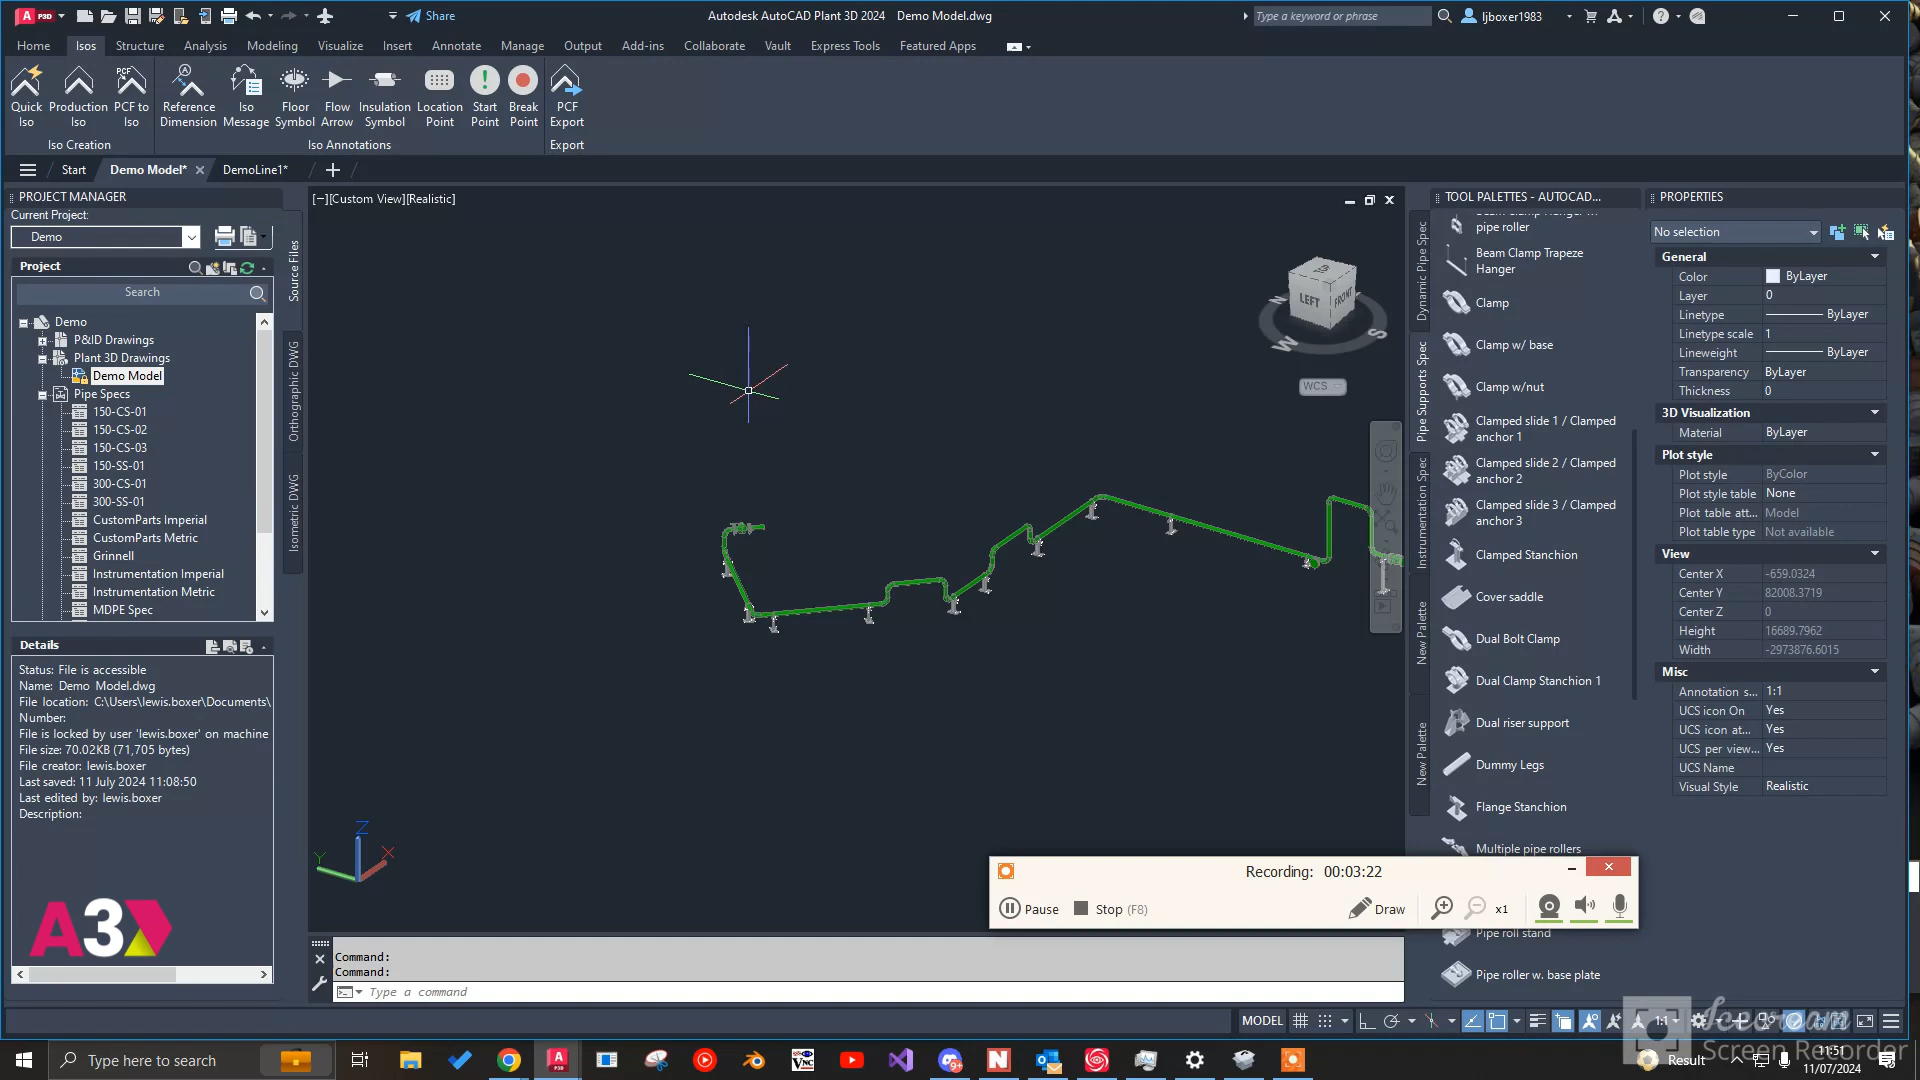 Share
Autodesk AutoCAD Plant 3D 2024 Demo Model.dwg
Type a keyword or phrase
ljboxer1983
Home Isos Structure Analysis Modeling Visualize Insert Annotate Manage Output Add-ins Collaborate Vault Express Tools Featured Apps
Quick Iso
Production Iso
PCF to Iso
Reference Dimension
Iso Message
Floor Symbol
Flow Arrow
Insulation Symbol
Location Point
Start Point
Break Point
PCF Export
Iso Creation
Iso Annotations
Export
Start
Demo Model*
DemoLine1*
PROJECT MANAGER
Current Project:
Demo
Project
Search
Demo
P&ID Drawings
Plant 3D Drawings
Demo Model
Pipe Specs
150-CS-01
150-CS-02
150-CS-03
150-SS-01
300-CS-01
300-SS-01
CustomParts Imperial
CustomParts Metric
Grinnell
Instrumentation Imperial
Instrumentation Metric
MDPE Spec
Source Files
Orthographic DWG
Isometric DWG
Details
Status: File is accessible
Name: Demo Model.dwg
File location: C:\Users\lewis.boxer\Documents\
Number:
File is locked by user 'lewis.boxer' on machine
File size: 70.02KB (71,705 bytes)
File creator: lewis.boxer
Last saved: 11 July 2024 11:08:50
Last edited by: lewis.boxer
Description:
A3D
[−][Custom View][Realistic]
LEFT
FRONT
N
W
S
WCS
Z
Y
X
Command:
Command:
Type a command
TOOL PALETTES - AUTOCAD...
Dynamic Pipe Spec
Pipe Supports Spec
Instrumentation Spec
New Palette
New Palette
Beam Clamp Hanger w.
pipe roller
Beam Clamp Trapeze
Hanger
Clamp
Clamp w/ base
Clamp w/nut
Clamped slide 1 / Clamped
anchor 1
Clamped slide 2 / Clamped
anchor 2
Clamped slide 3 / Clamped
anchor 3
Clamped Stanchion
Cover saddle
Dual Bolt Clamp
Dual Clamp Stanchion 1
Dual riser support
Dummy Legs
Flange Stanchion
Multiple pipe rollers
Pipe roll stand
Pipe roller w. base plate
PROPERTIES
No selection
General
Color ByLayer
Layer 0
Linetype ByLayer
Linetype scale 1
Lineweight ByLayer
Transparency ByLayer
Thickness 0
3D Visualization
Material ByLayer
Plot style
Plot style ByColor
Plot style table None
Plot table att... Model
Plot table type Not available
View
Center X -659.0324
Center Y 82008.3719
Center Z 0
Height 16689.7962
Width -2973876.6015
Misc
Annotation s... 1:1
UCS icon On Yes
UCS icon at... Yes
UCS per view... Yes
UCS Name
Visual Style Realistic
Recording: 00:03:22
Pause
Stop (F8)
Draw
x1
MODEL
1:1
Icecream
Screen Recorder
Type here to search
Result
11:51
11/07/2024